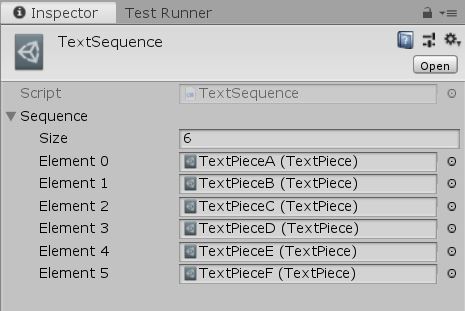 Inspector Test Runner
TextSequence
Open
Script TextSequence
Sequence
Size 6
Element 0 TextPieceA (TextPiece)
Element 1 TextPieceB (TextPiece)
Element 2 TextPieceC (TextPiece)
Element 3 TextPieceD (TextPiece)
Element 4 TextPieceE (TextPiece)
Element 5 TextPieceF (TextPiece)